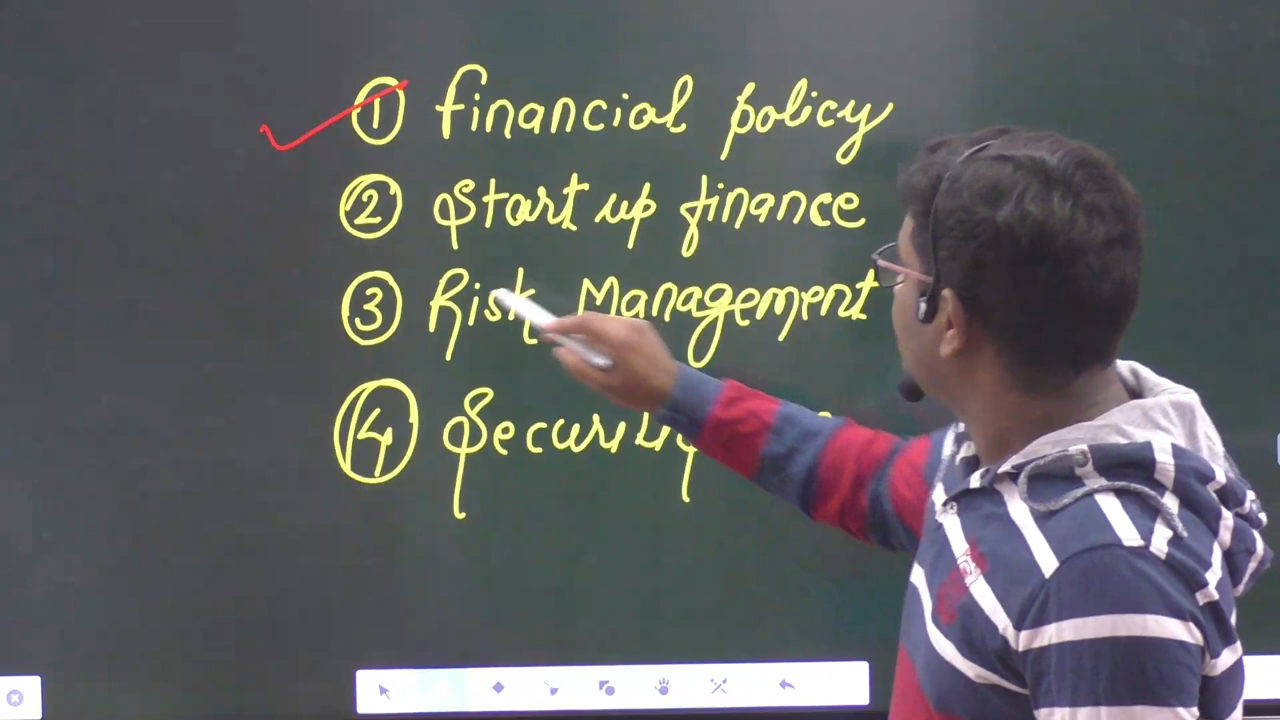 ① financial policy
② Start up finance
③ Risk Management
④ Security